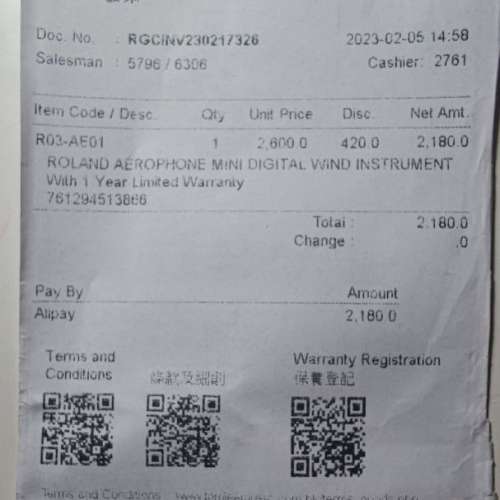 Doc. No. : RGCINV230217326 2023-02-05 14:58
Salesman : 5796 / 6306 Cashier: 2761
Item Code / Desc. Qty Unit Price Disc. Net Amt.
R03-AE01 1 2,600.0 420.0 2,180.0
ROLAND AEROPHONE MINI DIGITAL WIND INSTRUMENT
With 1 Year Limited Warranty
761294513866
Total : 2,180.0
Change : .0
Pay By Amount
Alipay 2,180.0
Terms and Conditions 條款及細則 Warranty Registration 保養登記
Terms and Conditions :